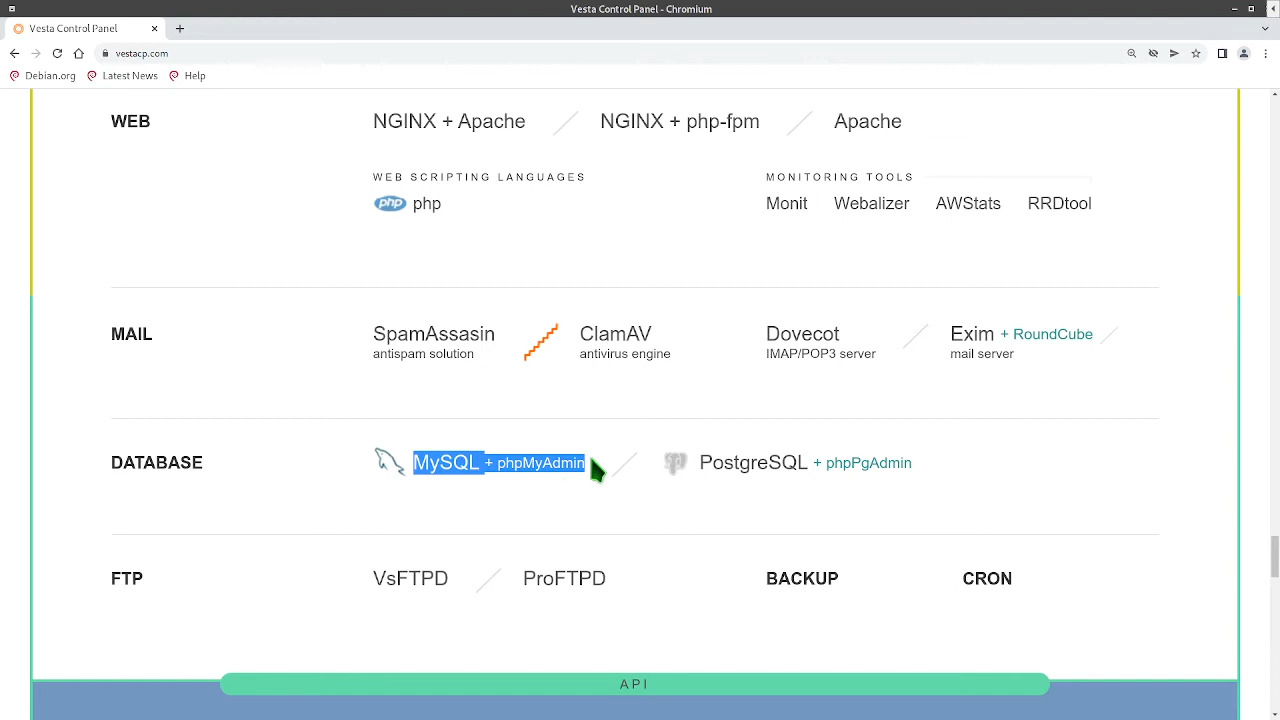 Vesta Control Panel - Chromium
Vesta Control Panel
vestacp.com
Debian.org Latest News Help
WEB NGINX + Apache NGINX + php-fpm Apache
WEB SCRIPTING LANGUAGES MONITORING TOOLS
php php Monit Webalizer AWStats RRDtool
MAIL SpamAssasin ClamAV Dovecot Exim + RoundCube
antispam solution antivirus engine IMAP/POP3 server mail server
DATABASE MySQL + phpMyAdmin PostgreSQL + phpPgAdmin
FTP VsFTPD ProFTPD BACKUP CRON
API